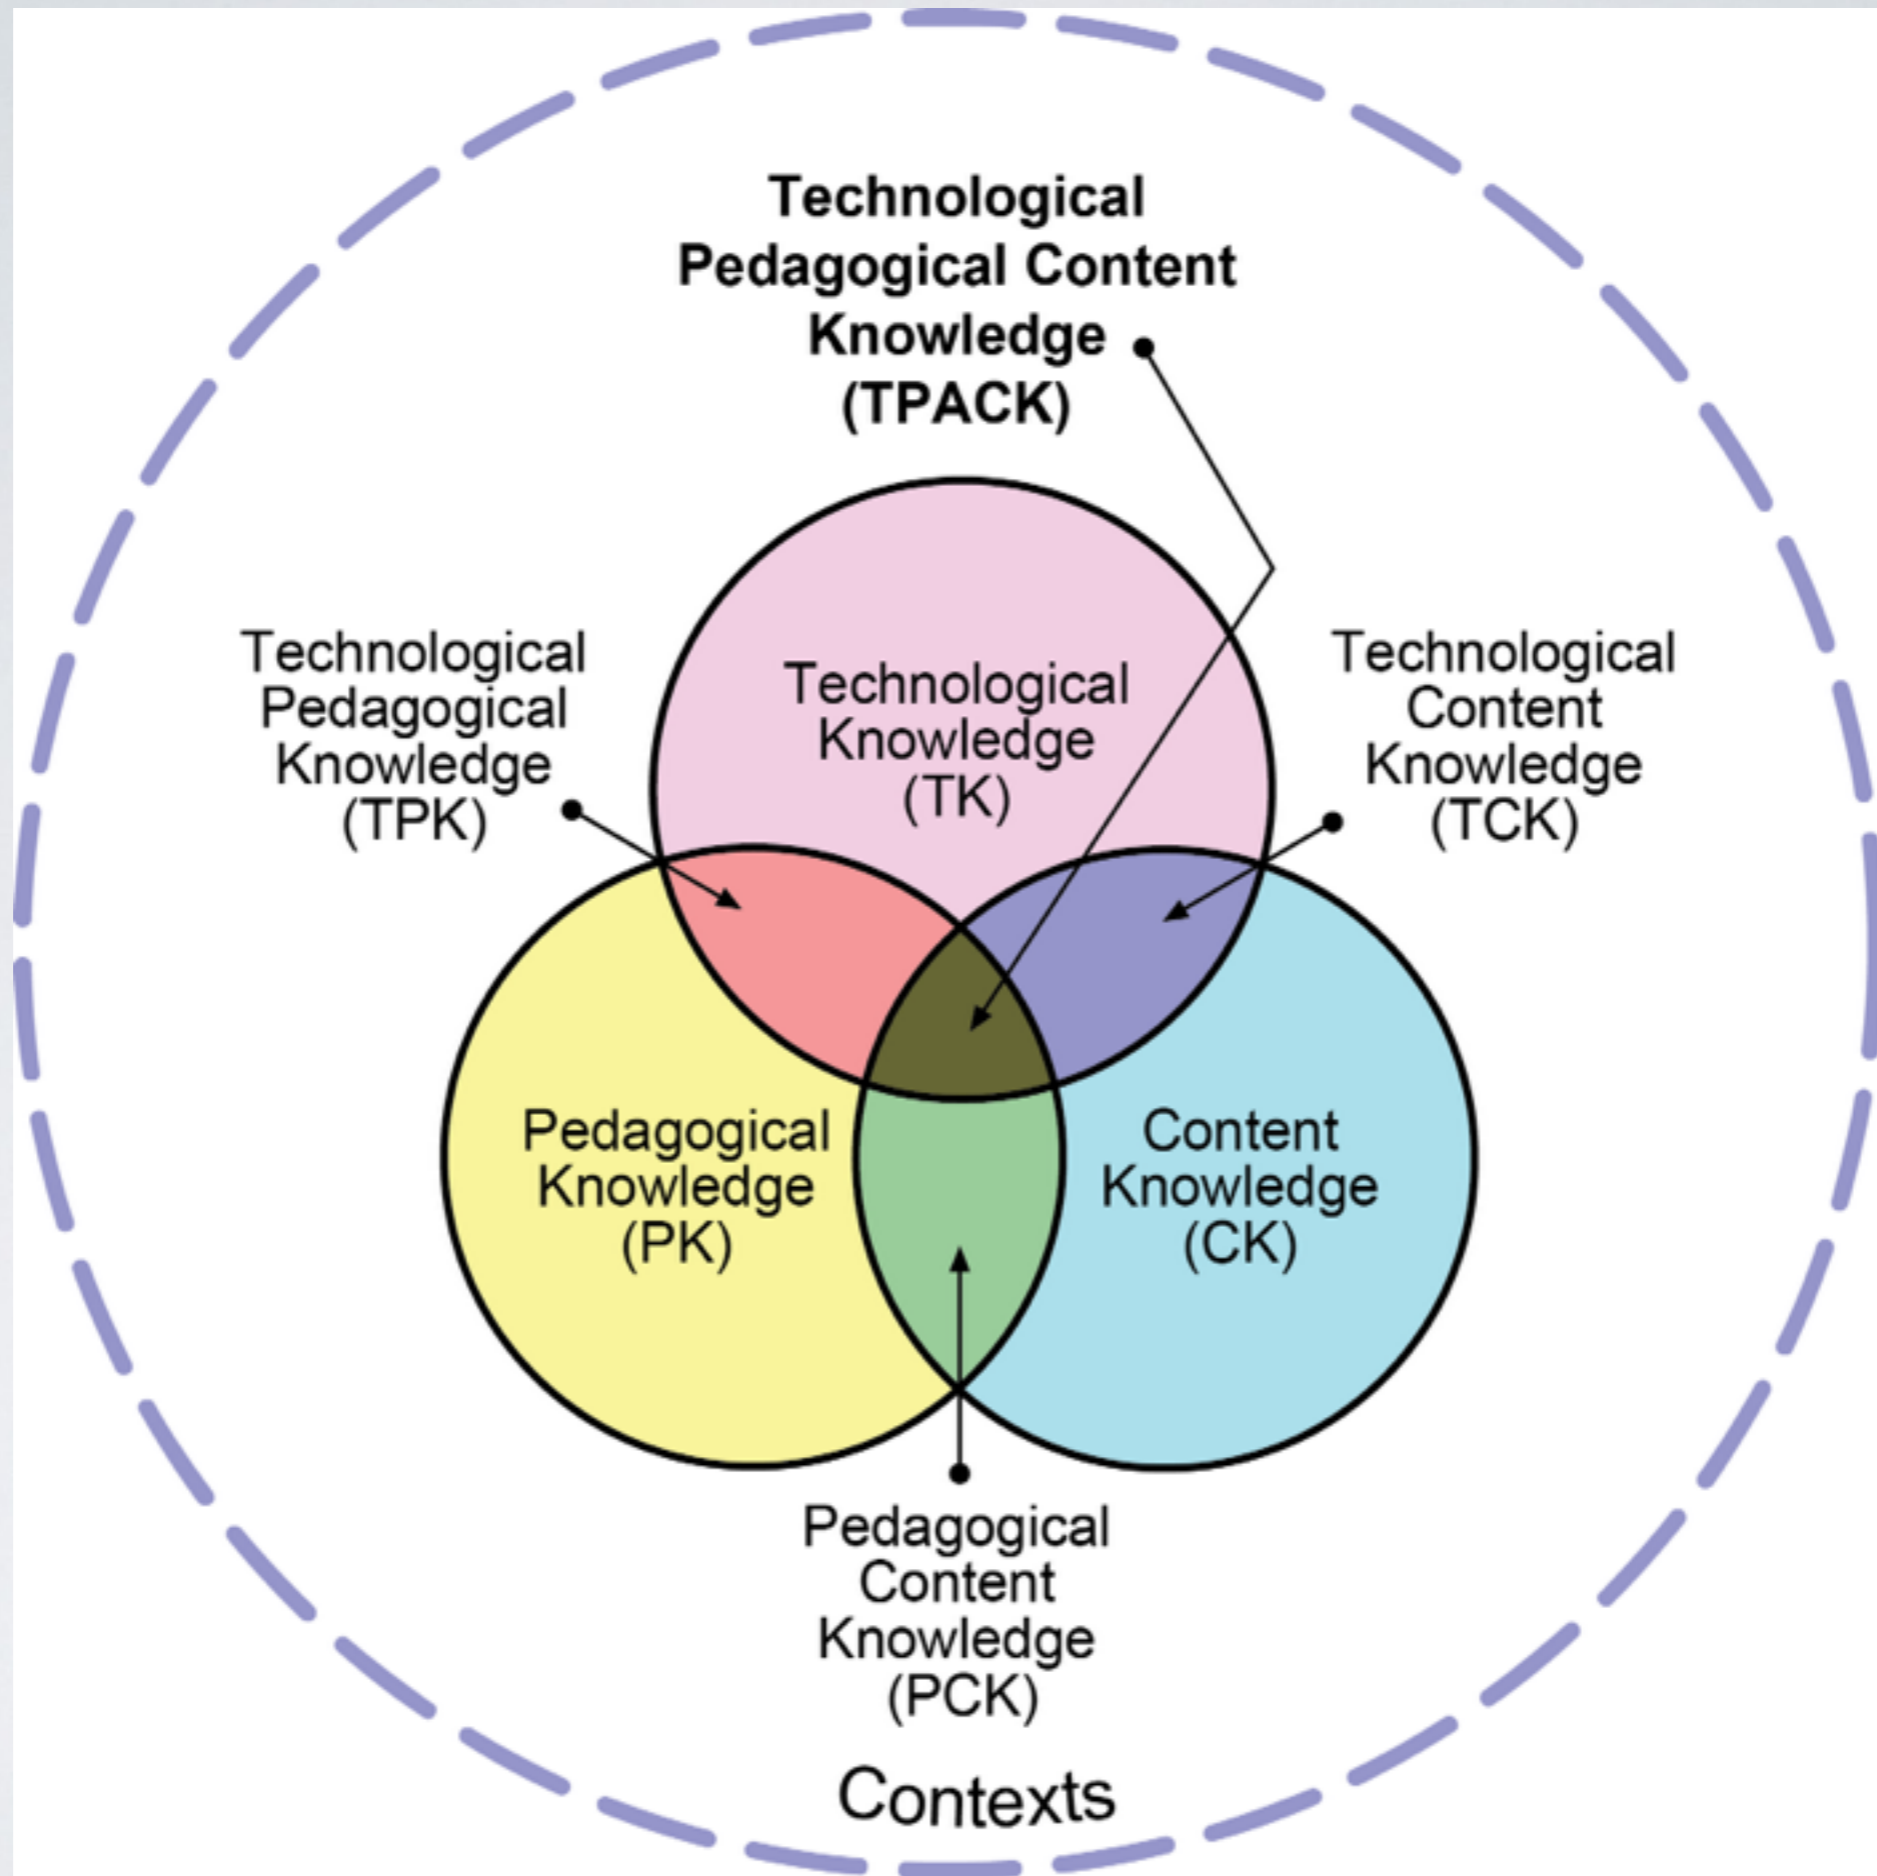 Technological
Pedagogical Content
Knowledge
(TPACK)
Technological
Pedagogical
Knowledge
(TPK)
Technological
Knowledge
(TK)
Technological
Content
Knowledge
(TCK)
Pedagogical
Knowledge
(PK)
Content
Knowledge
(CK)
Pedagogical
Content
Knowledge
(PCK)
Contexts